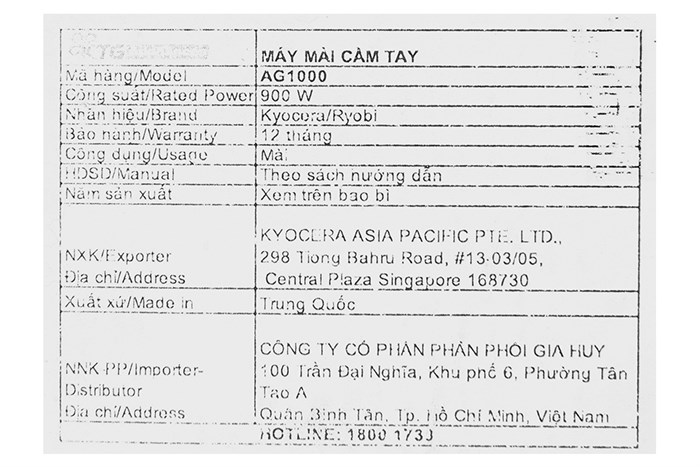 MÁY MÀI CẦM TAY
Mã hàng/Model AG1000
Công suất/Rated Power 900 W
Nhãn hiệu/Brand Kyocera/Ryobi
Bảo hành/Warranty 12 tháng
Công dụng/Usage Mài
HDSD/Manual Theo sách hướng dẫn
Năm sản xuất Xem trên bao bì
KYOCERA ASIA PACIFIC PTE. LTD.,
NXK/Exporter 298 Tiong Bahru Road, #13-03/05,
Địa chỉ/Address Central Plaza Singapore 168730
Xuất xứ/Made in Trung Quốc
CÔNG TY CỔ PHẦN PHÂN PHỐI GIA HUY
NNK-PP/Importer- 100 Trần Đại Nghĩa, Khu phố 6, Phường Tân
Distributor Tạo A
Địa chỉ/Address Quận Bình Tân, Tp. Hồ Chí Minh, Việt Nam
HOTLINE: 1800 1733